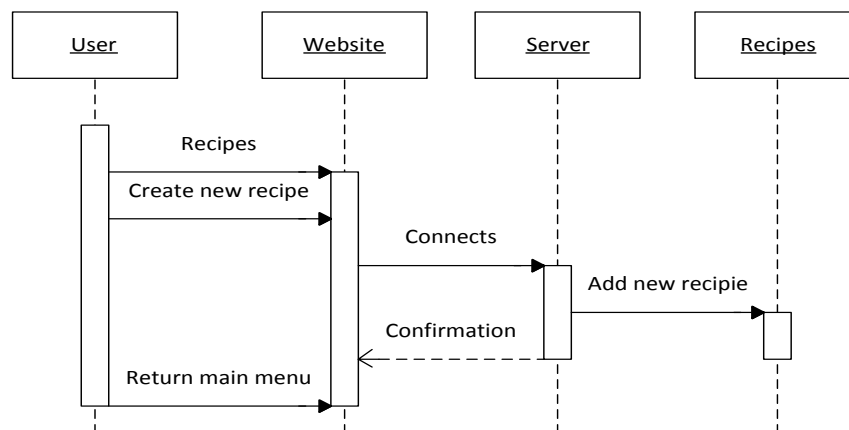 User
Website
Server
Recipes
Recipes
Create new recipe
Connects
Add new recipie
Confirmation
Return main menu